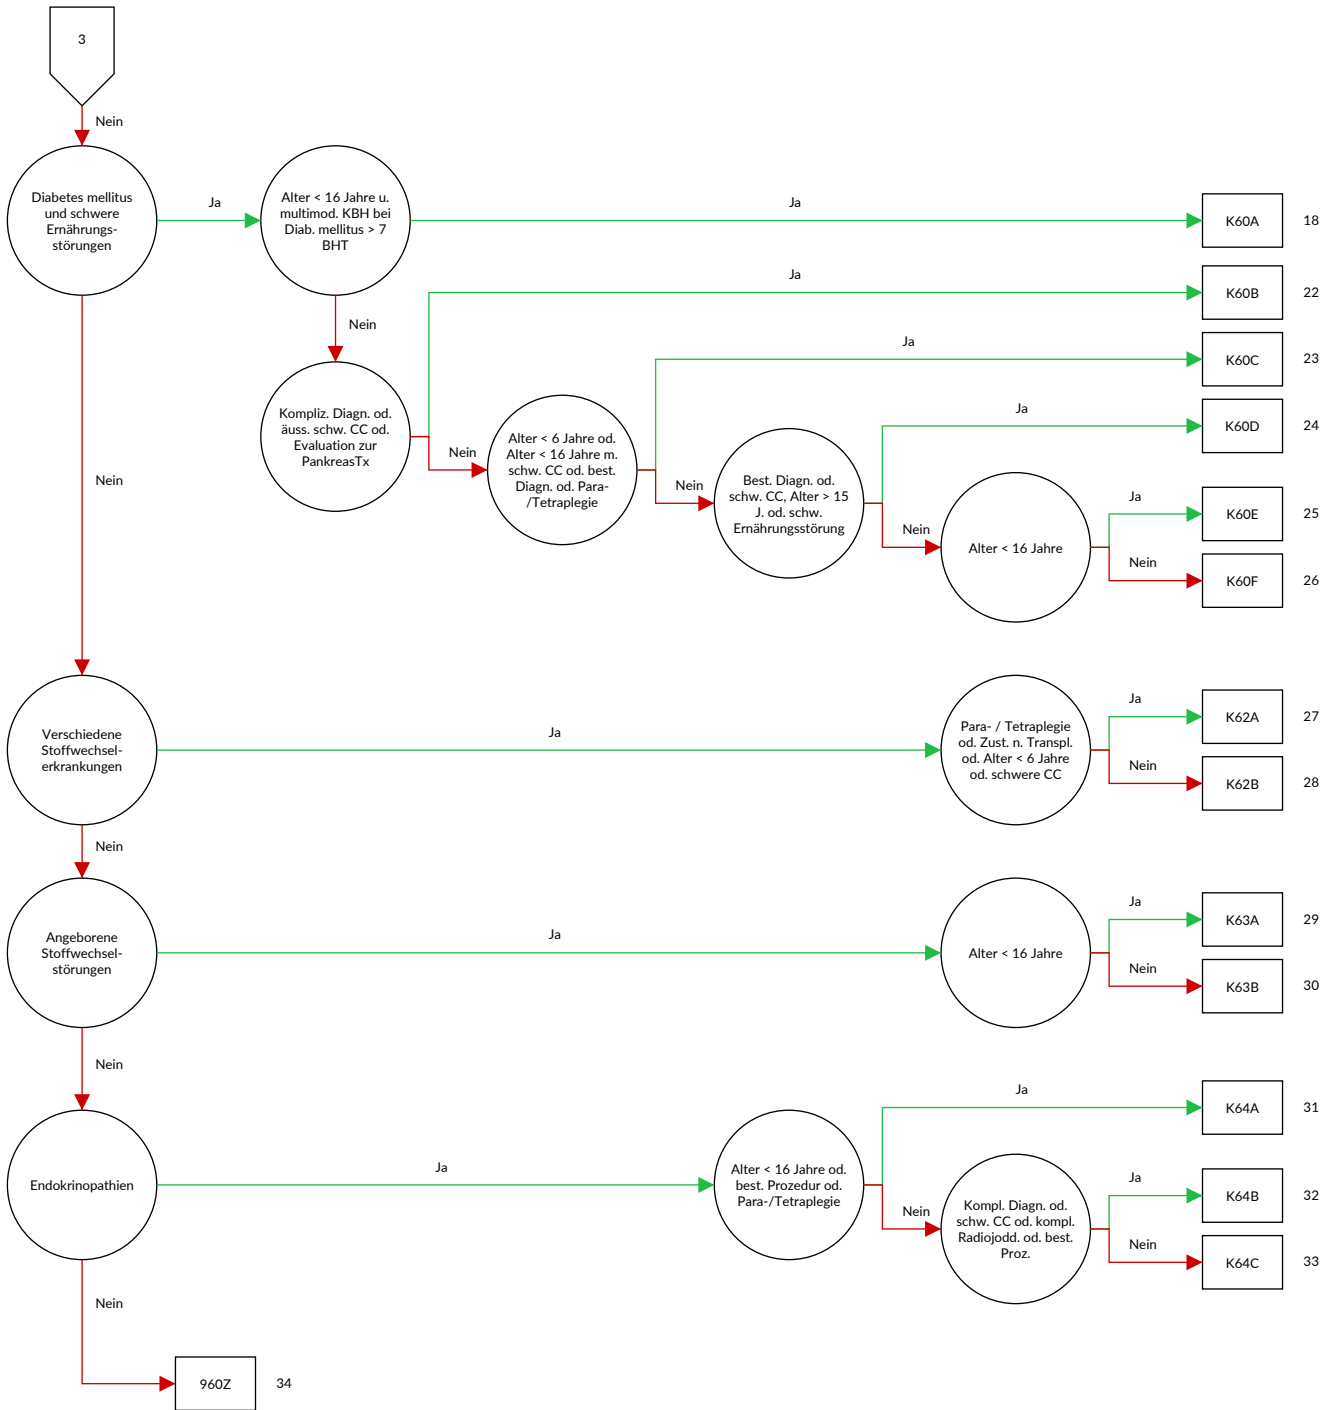 3
Nein
Diabetes mellitus
und schwere
Ernährungs-
störungen
Ja
Alter < 16 Jahre u.
multimod. KBH bei
Diab. mellitus > 7
BHT
Ja
K60A
18
Nein
Ja
K60B
22
Kompliz. Diagn. od.
äuss. schw. CC od.
Evaluation zur
PankreasTx
Nein
Alter < 6 Jahre od.
Alter < 16 Jahre m.
schw. CC od. best.
Diagn. od. Para-
/Tetraplegie
Ja
K60C
23
Nein
Best. Diagn. od.
schw. CC, Alter > 15
J. od. schw.
Ernährungsstörung
Ja
K60D
24
Nein
Alter < 16 Jahre
Ja
K60E
25
Nein
K60F
26
Nein
Verschiedene
Stoffwechsel-
erkrankungen
Ja
Para- / Tetraplegie
od. Zust. n. Transpl.
od. Alter < 6 Jahre
od. schwere CC
Ja
K62A
27
Nein
K62B
28
Nein
Angeborene
Stoffwechsel-
störungen
Ja
Alter < 16 Jahre
Ja
K63A
29
Nein
K63B
30
Nein
Endokrinopathien
Ja
Alter < 16 Jahre od.
best. Prozedur od.
Para-/Tetraplegie
Ja
K64A
31
Nein
Kompl. Diagn. od.
schw. CC od. kompl.
Radiojodd. od. best.
Proz.
Ja
K64B
32
Nein
K64C
33
Nein
960Z
34